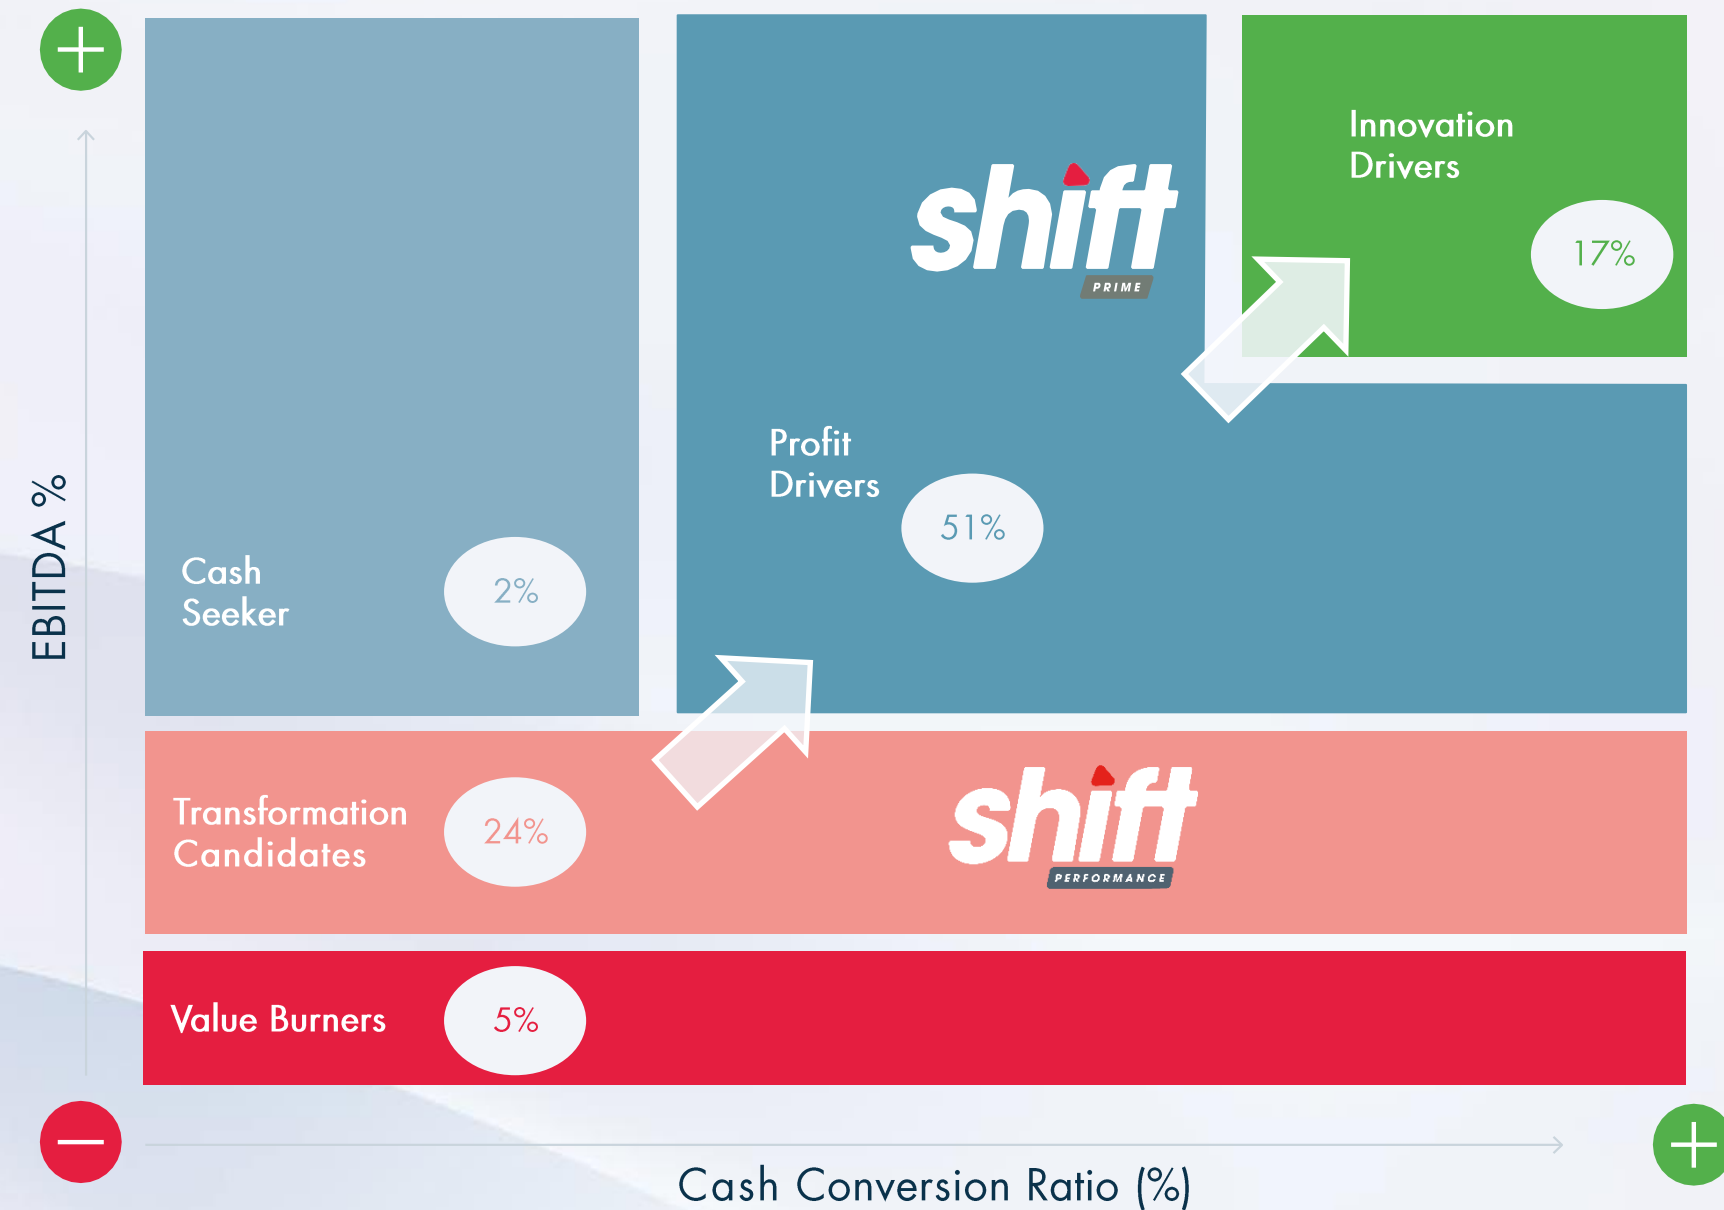 Innovation
Drivers
17%
shift
PRIME
Profit
Drivers
51%
Cash
Seeker
2%
EBITDA %
Transformation
Candidates
24%
shift
PERFORMANCE
Value Burners
5%
Cash Conversion Ratio (%)